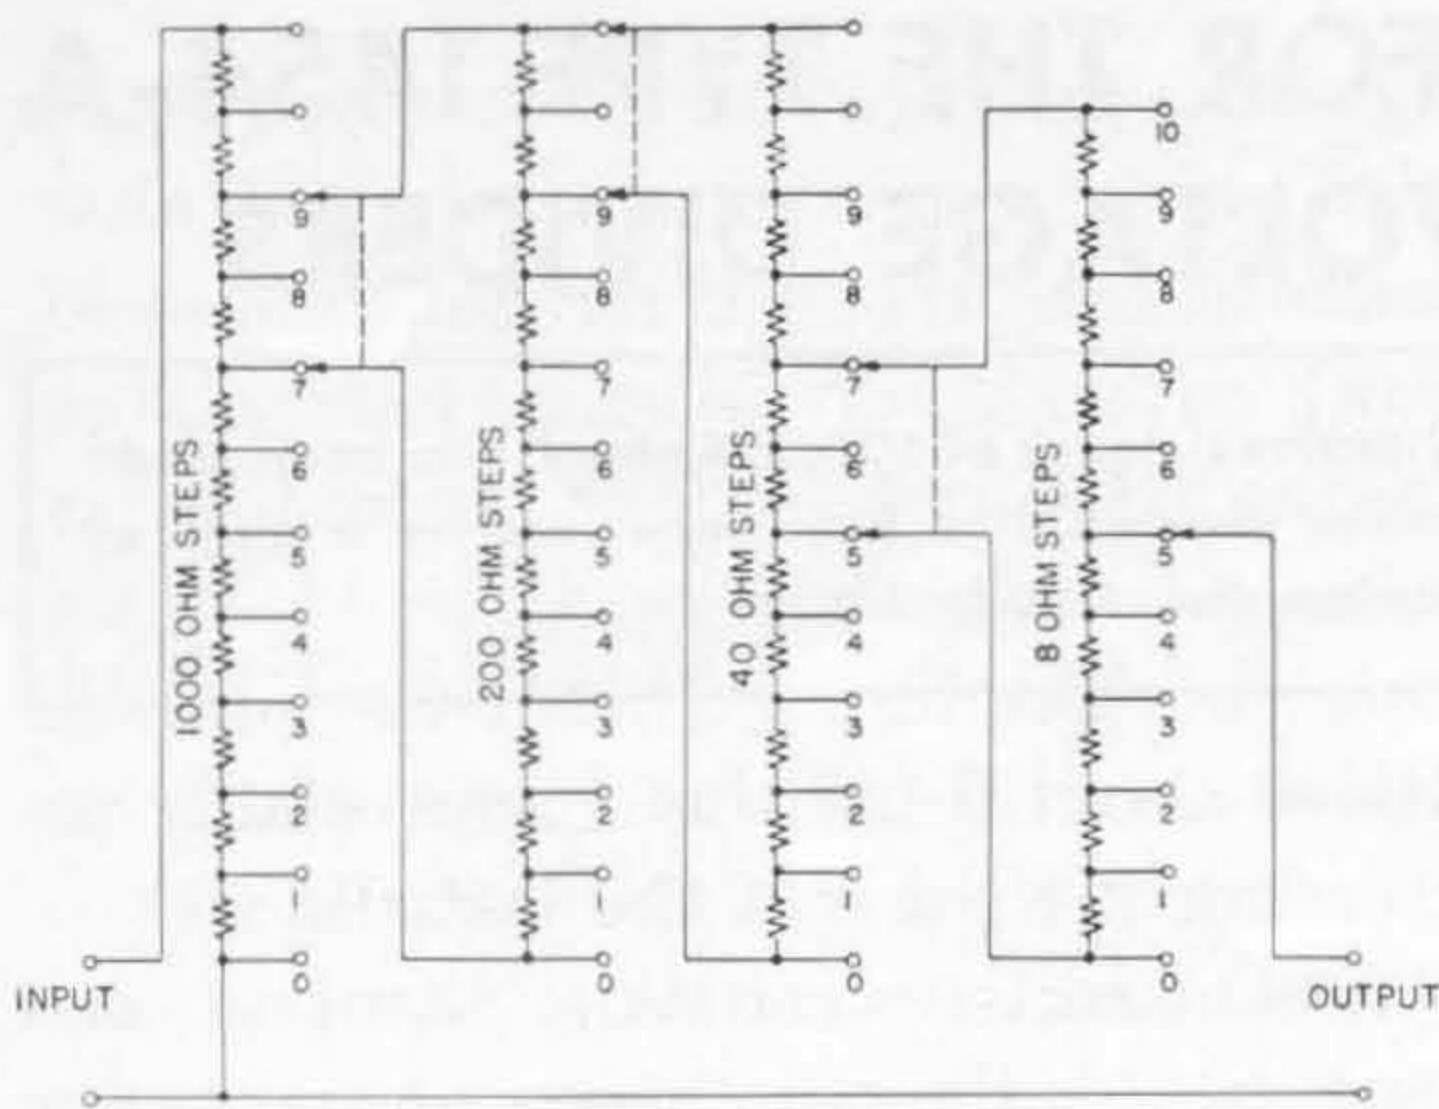 10
9 9 9 9
8 8 8 8
7 7 7 7
6 6 6 6
5 5 5 5
4 4 4 4
3 3 3 3
2 2 2 2
1 1 1 1
0 0 0 0
1000 OHM STEPS
200 OHM STEPS
40 OHM STEPS
8 OHM STEPS
INPUT
OUTPUT